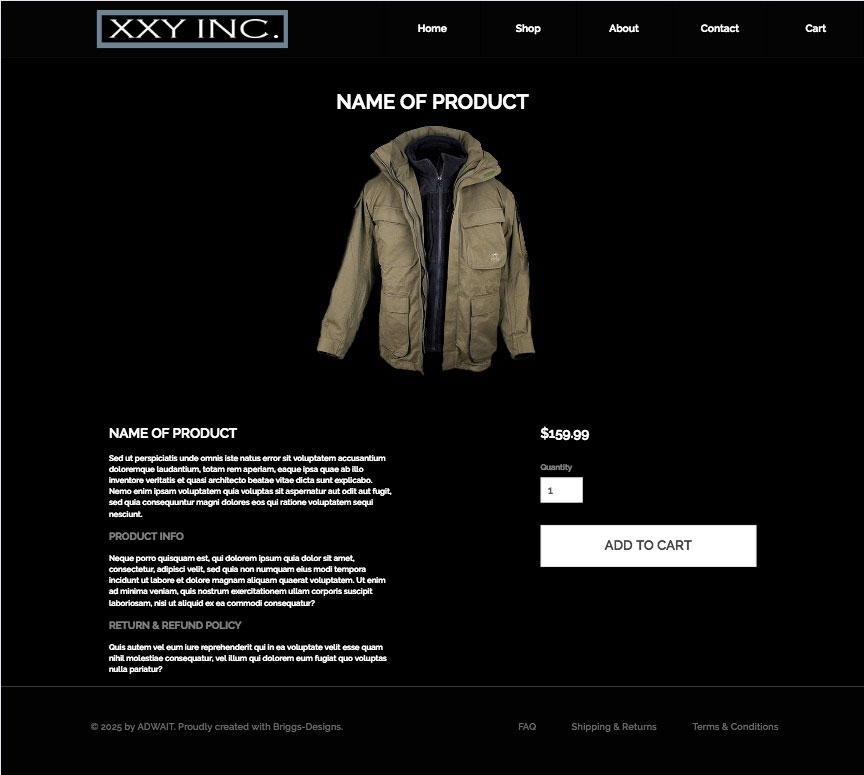 XXY INC.
Home Shop About Contact Cart
NAME OF PRODUCT
NAME OF PRODUCT
Sed ut perspiciatis unde omnis iste natus error sit voluptatem accusantium
doloremque laudantium, totam rem aperiam, eaque ipsa quae ab illo
inventore veritatis et quasi architecto beatae vitae dicta sunt explicabo.
Nemo enim ipsam voluptatem quia voluptas sit aspernatur aut odit aut fugit,
sed quia consequuntur magni dolores eos qui ratione voluptatem sequi
nesciunt.
PRODUCT INFO
Neque porro quisquam est, qui dolorem ipsum quia dolor sit amet,
consectetur, adipisci velit, sed quia non numquam eius modi tempora
incidunt ut labore et dolore magnam aliquam quaerat voluptatem. Ut enim
ad minima veniam, quis nostrum exercitationem ullam corporis suscipit
laboriosam, nisi ut aliquid ex ea commodi consequatur?
RETURN & REFUND POLICY
Quis autem vel eum iure reprehenderit qui in ea voluptate velit esse quam
nihil molestiae consequatur, vel illum qui dolorem eum fugiat quo voluptas
nulla pariatur?
$159.99
Quantity
1
ADD TO CART
© 2025 by ADWAIT. Proudly created with Briggs-Designs.
FAQ Shipping & Returns Terms & Conditions